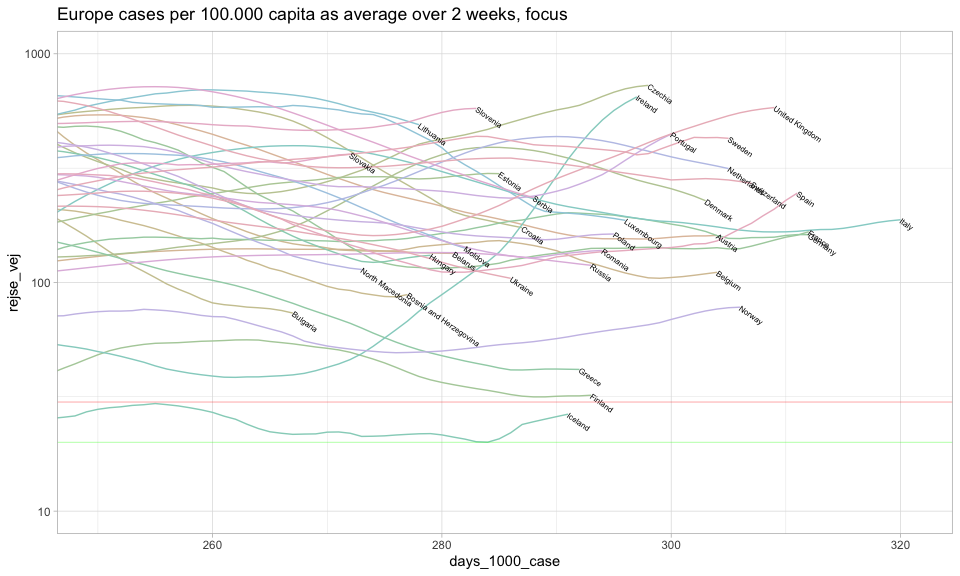 Europe cases per 100.000 capita as average over 2 weeks, focus
1000
Czechia
Ireland
Slovenia
United Kingdom
Lithuania
Portugal
Sweden
Slovakia
Estonia
Netherlands
Switzerland
Serbia
Denmark
Spain
Italy
Croatia
Luxembourg
Poland
Austria
Germany
Moldova
Belarus
Hungary
Romania
100
North Macedonia
Ukraine
Russia
Belgium
Bosnia and Herzegovina
Bulgaria
Norway
Greece
Finland
Iceland
10
rejse_vej
260
280
300
320
days_1000_case